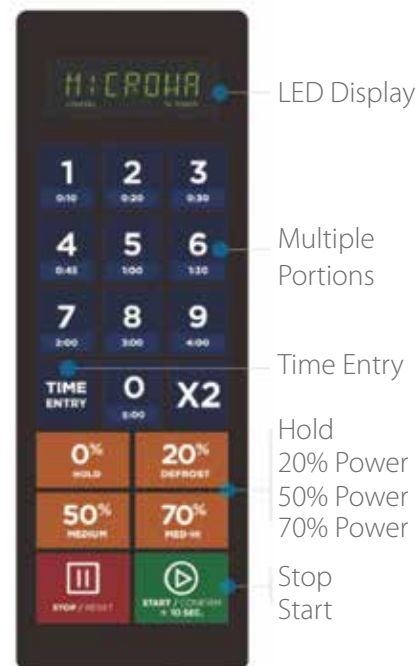 MICROWA
LED Display
1 2 3
0:10 0:20 0:30
4 5 6
0:45 1:00 1:30
Multiple
Portions
7 8 9
2:00 3:00 4:00
Time Entry
TIME
ENTRY
0
5:00
X2
0% 20%
HOLD DEFROST
50% 70%
MEDIUM MED-HI
Hold
20% Power
50% Power
70% Power
STOP / RESET
START / CONFIRM
+ 10 SEC.
Stop
Start